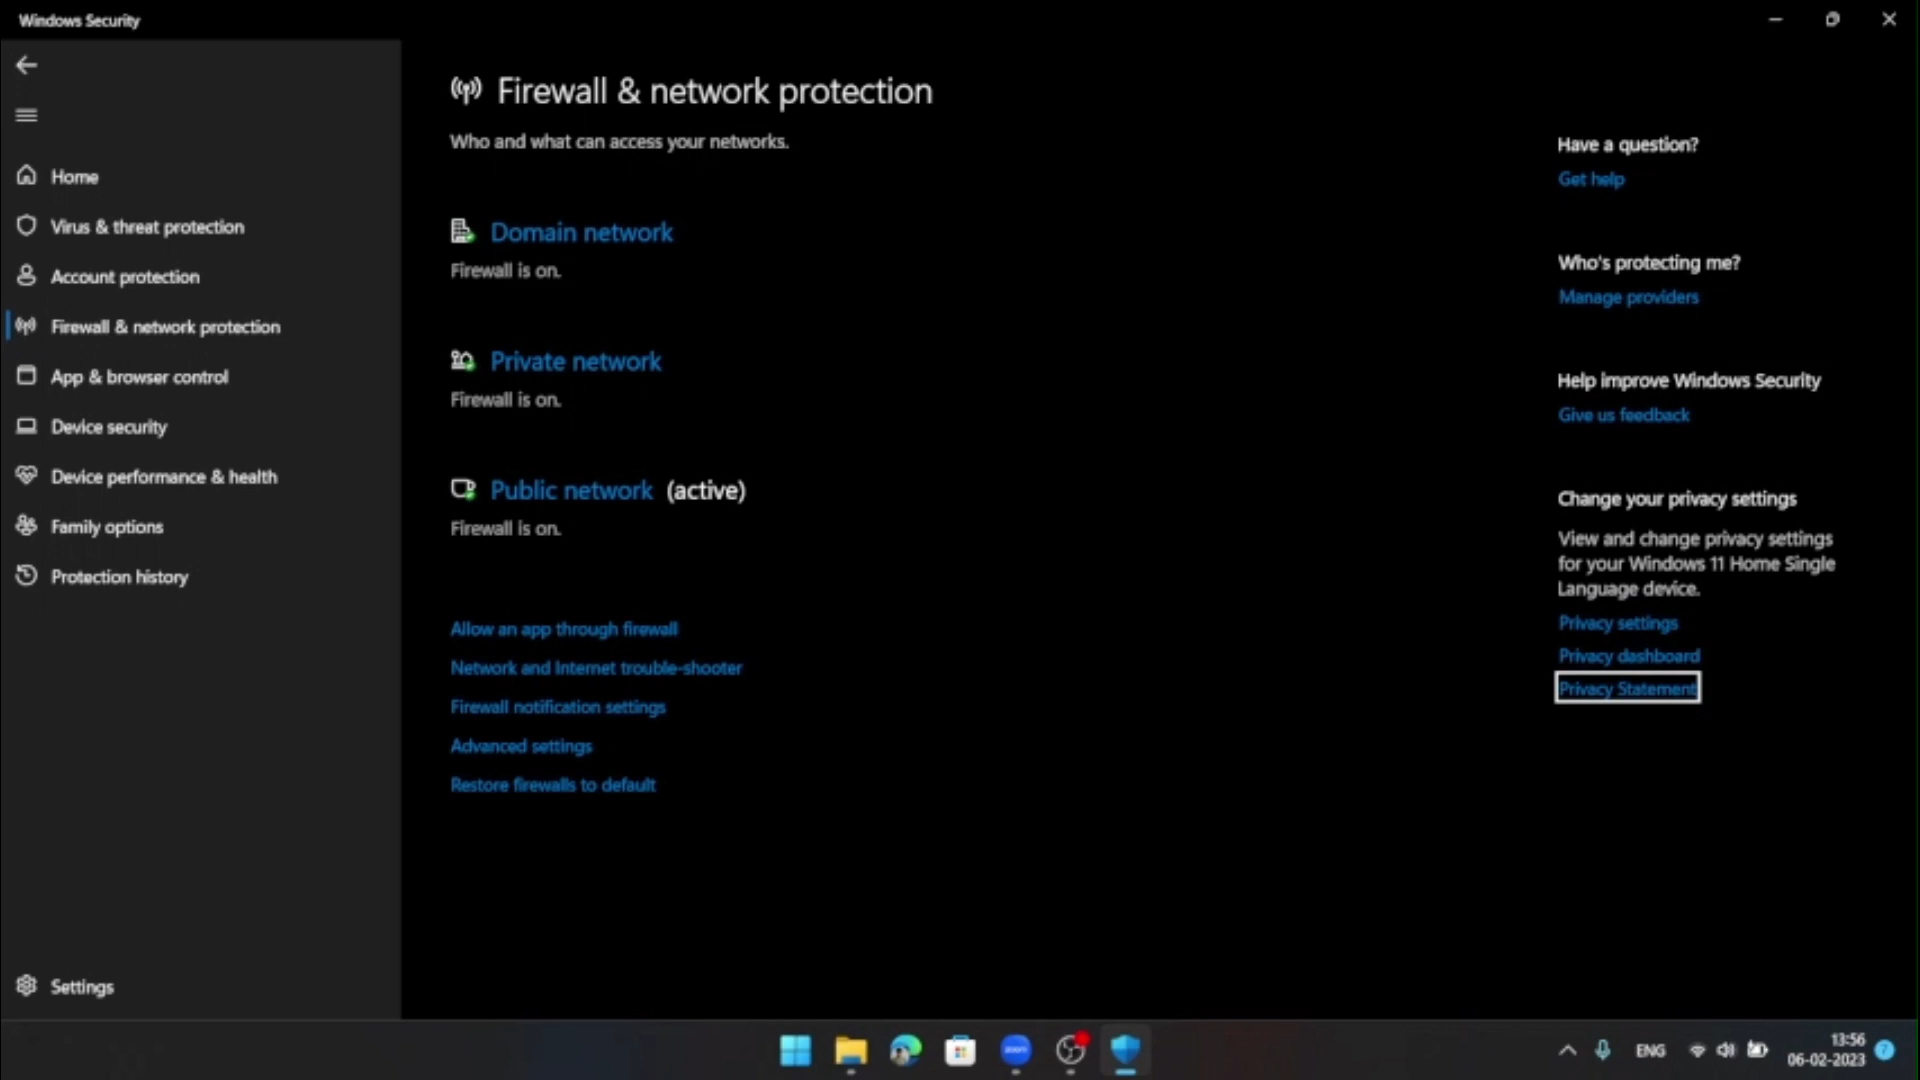 Windows Security
Home
Virus & threat protection
Account protection
Firewall & network protection
App & browser control
Device security
Device performance & health
Family options
Protection history
Settings
Firewall & network protection
Who and what can access your networks.
Domain network
Firewall is on.
Private network
Firewall is on.
Public network (active)
Firewall is on.
Allow an app through firewall
Network and Internet trouble-shooter
Firewall notification settings
Advanced settings
Restore firewalls to default
Have a question?
Get help
Who's protecting me?
Manage providers
Help improve Windows Security
Give us feedback
Change your privacy settings
View and change privacy settings
for your Windows 11 Home Single
Language device.
Privacy settings
Privacy dashboard
Privacy Statement
zoom
ENG
13:56
06-02-2023
7